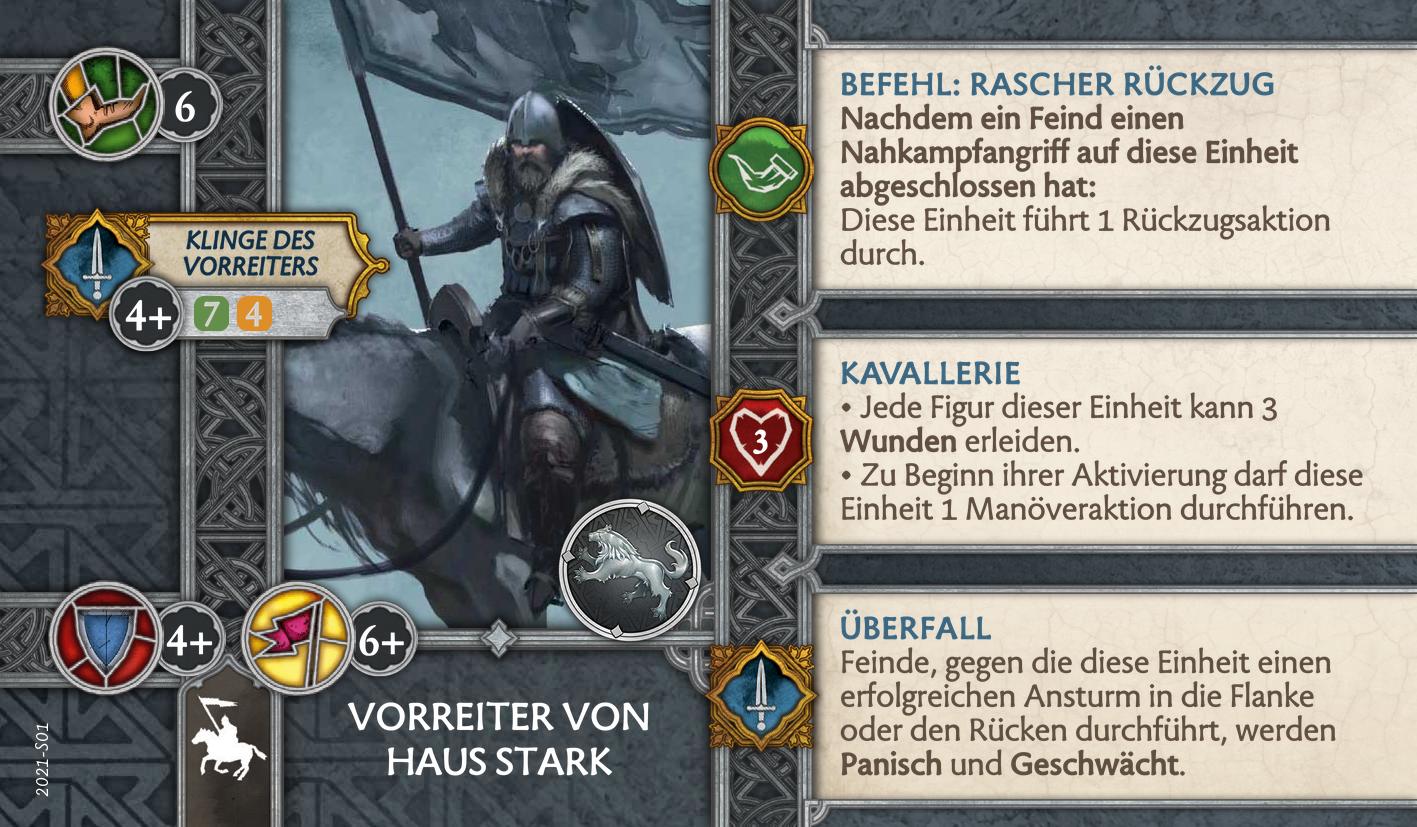 6
KLINGE DES
VORREITERS
4+ 7 4
4+
6+
VORREITER VON
HAUS STARK
2021-S01
BEFEHL: RASCHER RÜCKZUG
Nachdem ein Feind einen
Nahkampfangriff auf diese Einheit
abgeschlossen hat:
Diese Einheit führt 1 Rückzugsaktion
durch.
3
KAVALLERIE
• Jede Figur dieser Einheit kann 3
Wunden erleiden.
• Zu Beginn ihrer Aktivierung darf diese
Einheit 1 Manöveraktion durchführen.
ÜBERFALL
Feinde, gegen die diese Einheit einen
erfolgreichen Ansturm in die Flanke
oder den Rücken durchführt, werden
Panisch und Geschwächt.